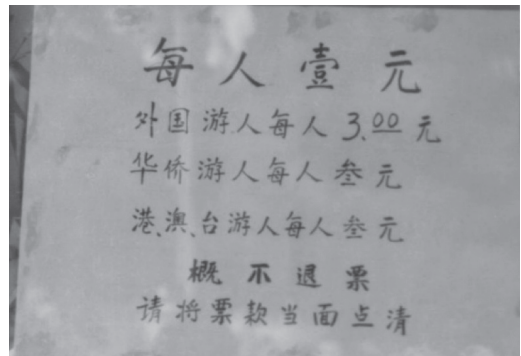 每人壹元
外国游人每人3.00元
华侨游人每人叁元
港、澳、台游人每人叁元
概不退票
请将票款当面点清